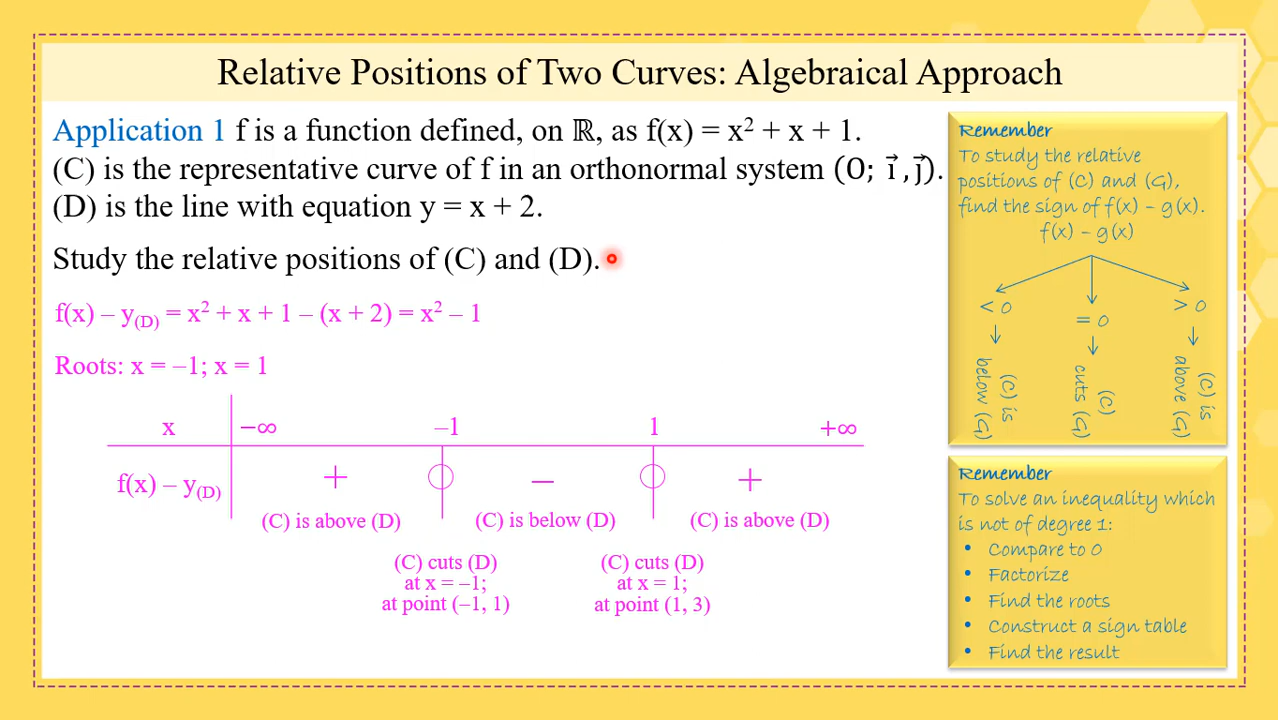 Relative Positions of Two Curves: Algebraical Approach
Application 1 f is a function defined, on ℝ, as f(x) = x² + x + 1.
(C) is the representative curve of f in an orthonormal system (O; i⃗, j⃗).
(D) is the line with equation y = x + 2.
Study the relative positions of (C) and (D).
f(x) – y(D) = x² + x + 1 – (x + 2) = x² – 1
Roots: x = –1; x = 1
x −∞ –1 1 +∞
f(x) – y(D) + – +
(C) is above (D) (C) is below (D) (C) is above (D)
(C) cuts (D)
at x = –1;
at point (–1, 1)
(C) cuts (D)
at x = 1;
at point (1, 3)
Remember
To study the relative
positions of (C) and (G),
find the sign of f(x) – g(x).
f(x) – g(x)
< 0
= 0
> 0
(C) is
below (G)
(C)
cuts (G)
(C) is
above (G)
Remember
To solve an inequality which
is not of degree 1:
• Compare to 0
• Factorize
• Find the roots
• Construct a sign table
• Find the result